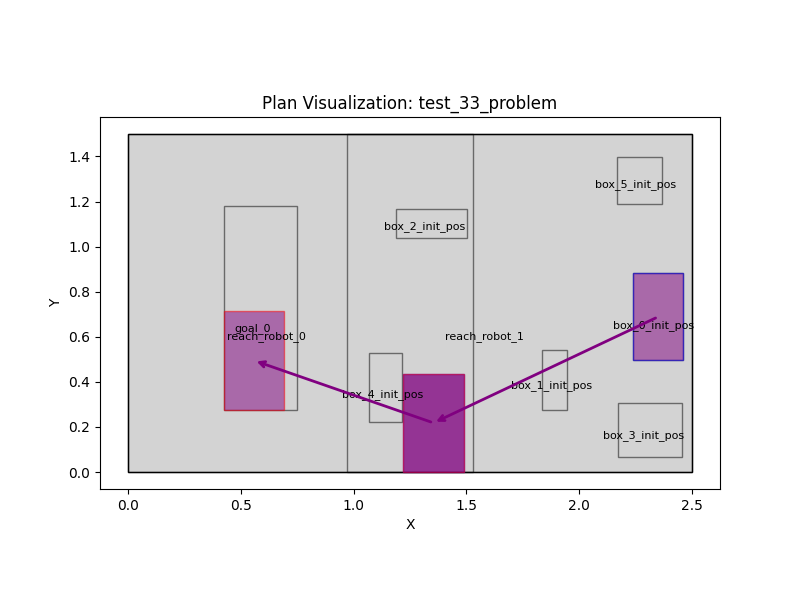 Plan Visualization: test_33_problem
1.4
1.2
1.0
0.8
0.6
0.4
0.2
0.0
Y
box_5_init_pos
box_2_init_pos
box_0_init_pos
goal_0
reach_robot_0
reach_robot_1
box_1_init_pos
box_4_init_pos
box_3_init_pos
0.0 0.5 1.0 1.5 2.0 2.5
X